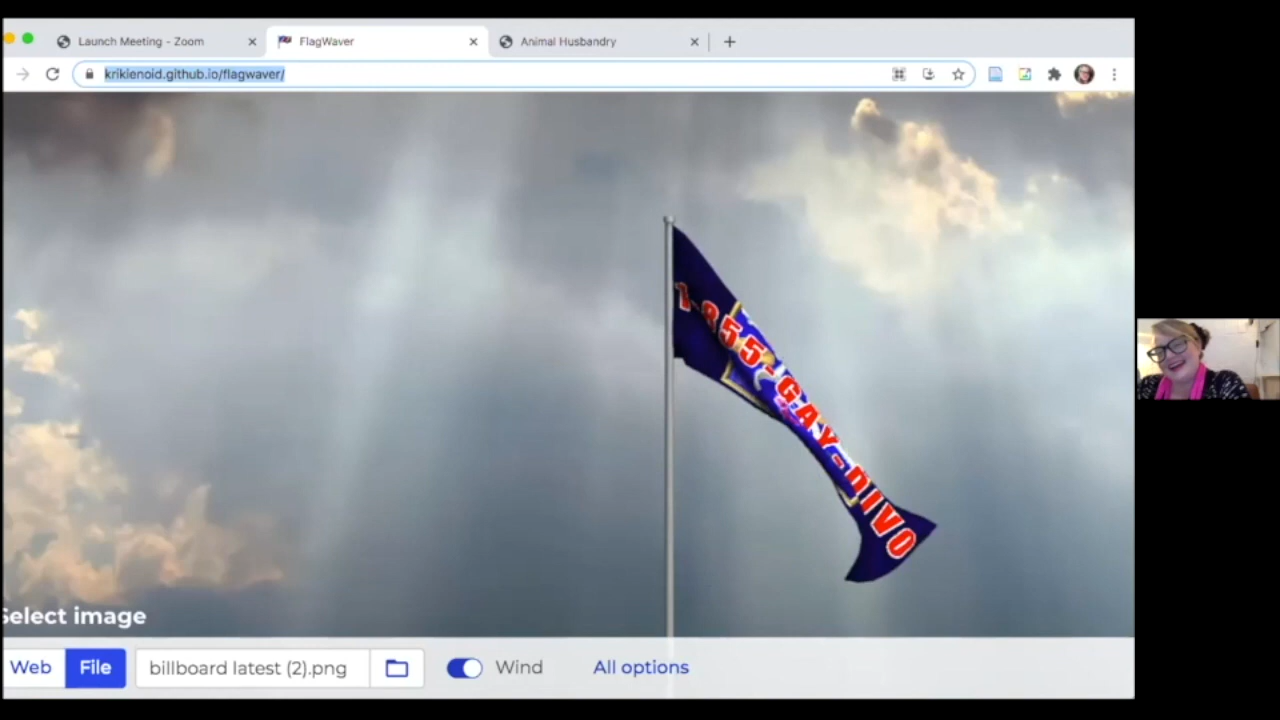 Launch Meeting - Zoom
FlagWaver
Animal Husbandry
krikienoid.github.io/flagwaver/
1-855-GAY-DIVO
Select image
Web
File
billboard latest (2).png
Wind
All options